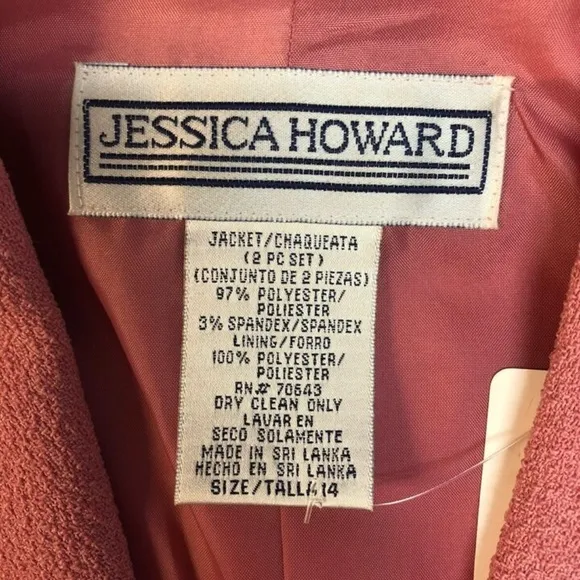 JESSICA HOWARD
JACKET/CHAQUEATA
(2 PC SET)
(CONJUNTO DE 2 PIEZAS)
97% POLYESTER/
POLIESTER
3% SPANDEX/SPANDEX
LINING/FORRO
100% POLYESTER/
POLIESTER
RN# 70643
DRY CLEAN ONLY
LAVAR EN
SECO SOLAMENTE
MADE IN SRI LANKA
HECHO EN SRI LANKA
SIZE/TALLA 14